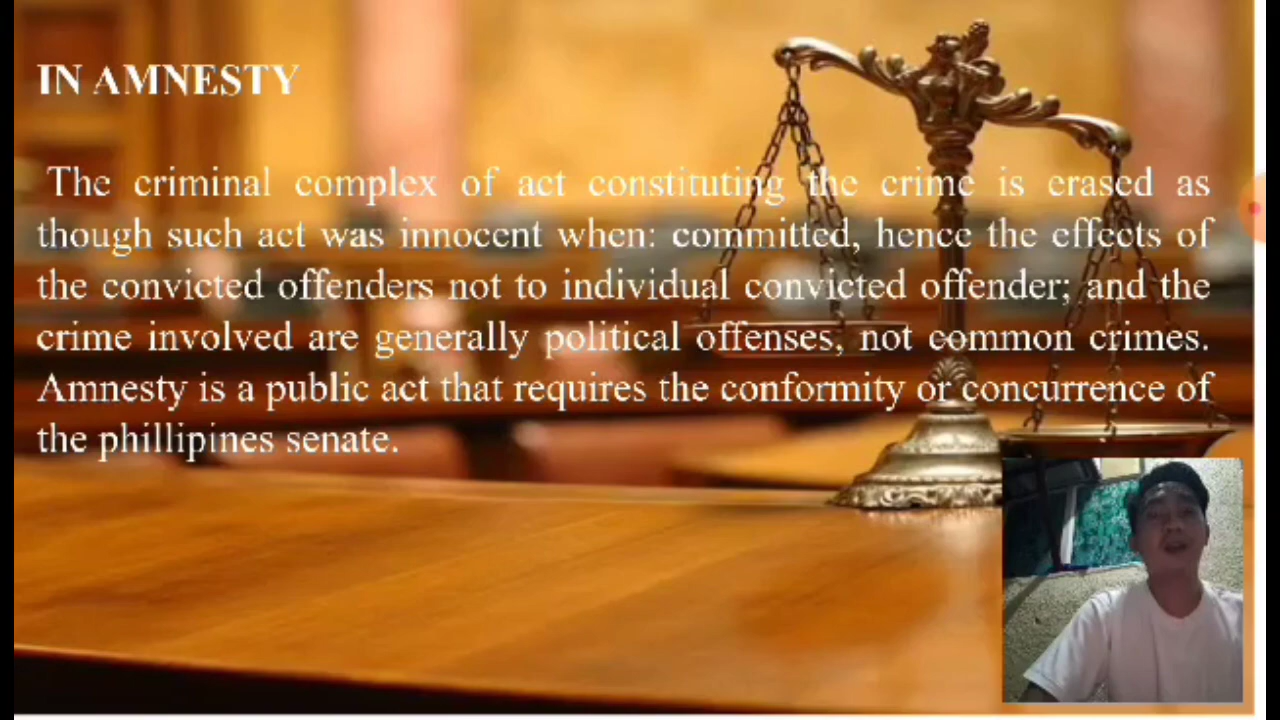 IN AMNESTY
The criminal complex of act constituting the crime is erased as
though such act was innocent when: committed, hence the effects of
the convicted offenders not to individual convicted offender; and the
crime involved are generally political offenses, not common crimes.
Amnesty is a public act that requires the conformity or concurrence of
the phillipines senate.